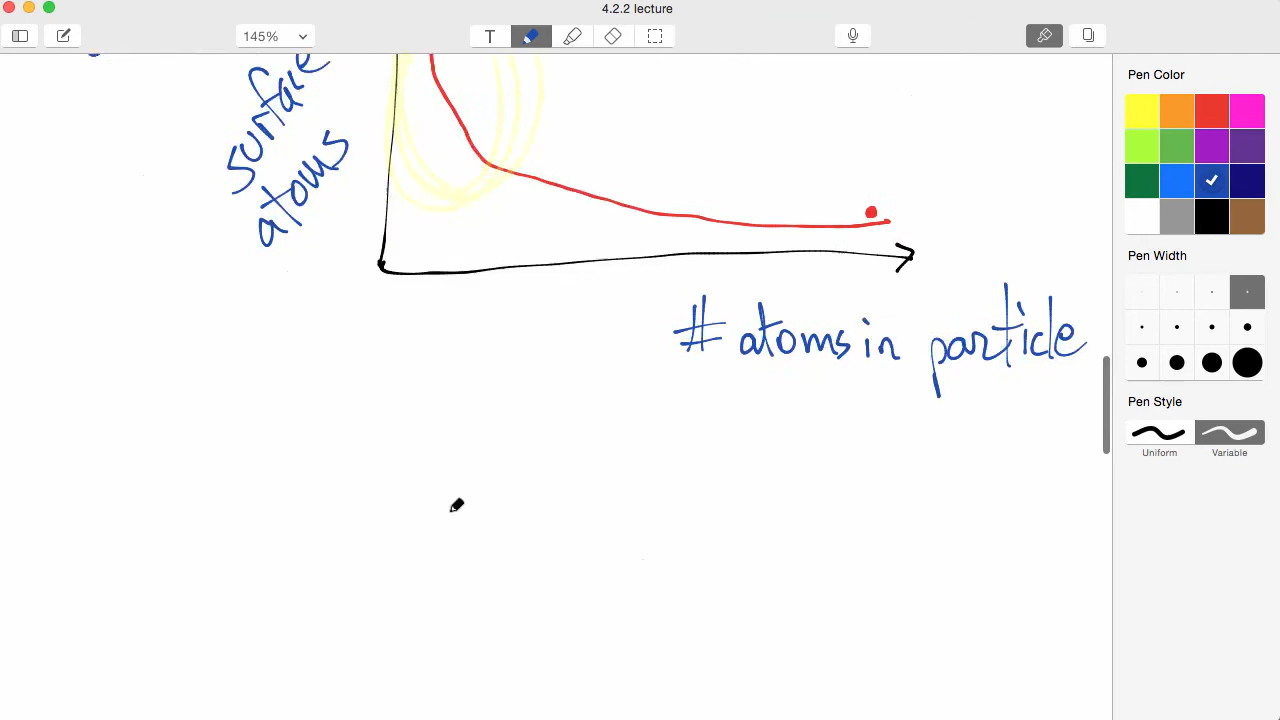 4.2.2 lecture
145%
T
surface
atoms
# atoms in particle
Pen Color
Pen Width
Pen Style
Uniform
Variable